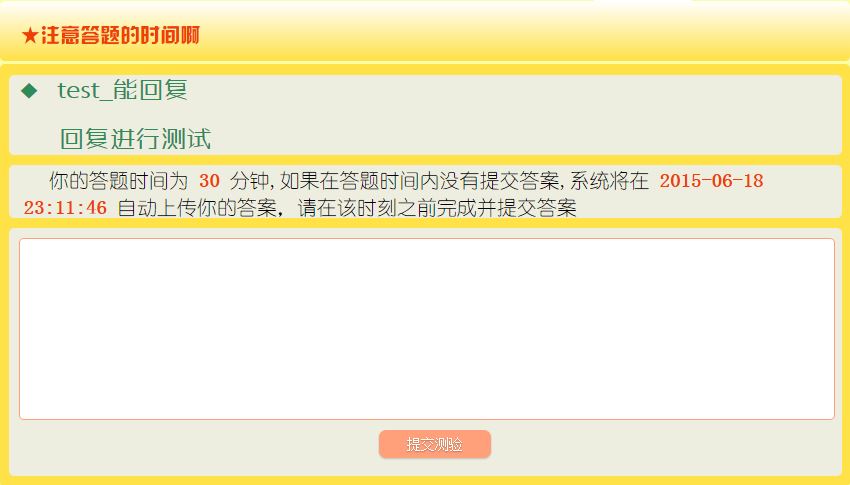 ★注意答题的时间啊
◆ test_能回复
回复进行测试
你的答题时间为 30 分钟,如果在答题时间内没有提交答案,系统将在 2015-06-18
23:11:46 自动上传你的答案，请在该时刻之前完成并提交答案
提交测验